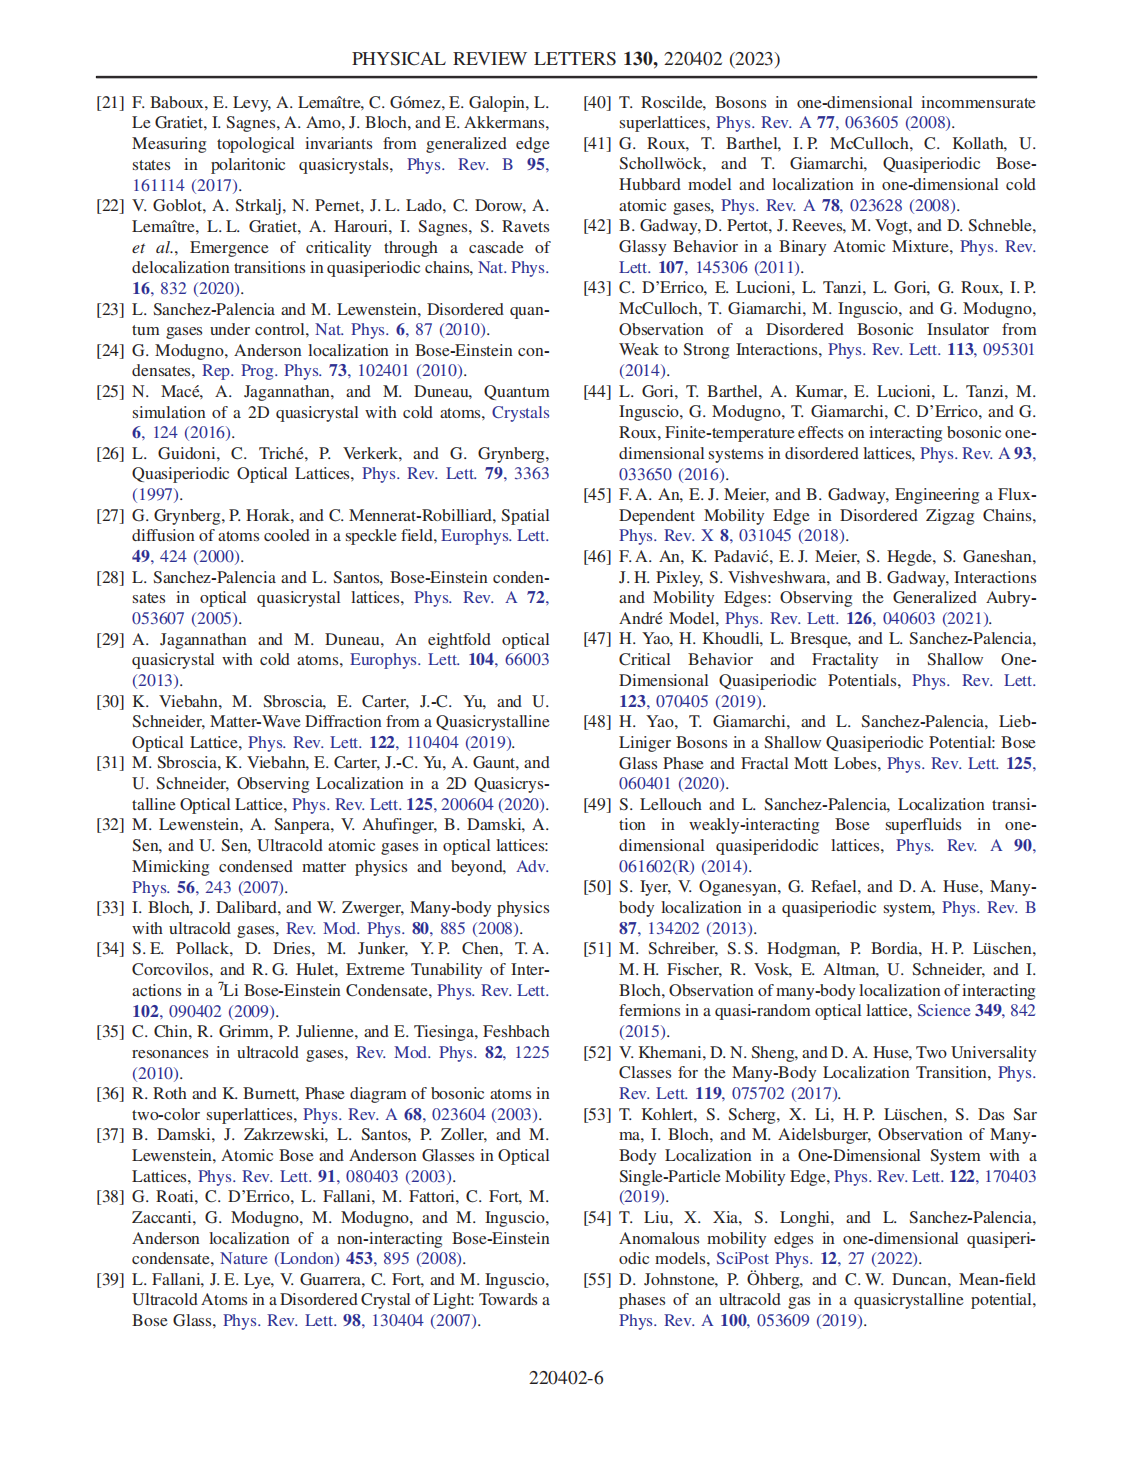 PHYSICAL REVIEW LETTERS 130, 220402 (2023)
[21] F. Baboux, E. Levy, A. Lemaître, C. Gómez, E. Galopin, L.
Le Gratiet, I. Sagnes, A. Amo, J. Bloch, and E. Akkermans,
Measuring topological invariants from generalized edge
states in polaritonic quasicrystals, Phys. Rev. B 95,
161114 (2017).
[22] V. Goblot, A. Strkalj, N. Pernet, J. L. Lado, C. Dorow, A.
Lemaître, L. L. Gratiet, A. Harouri, I. Sagnes, S. Ravets
et al., Emergence of criticality through a cascade of
delocalization transitions in quasiperiodic chains, Nat. Phys.
16, 832 (2020).
[23] L. Sanchez-Palencia and M. Lewenstein, Disordered quan-
tum gases under control, Nat. Phys. 6, 87 (2010).
[24] G. Modugno, Anderson localization in Bose-Einstein con-
densates, Rep. Prog. Phys. 73, 102401 (2010).
[25] N. Macé, A. Jagannathan, and M. Duneau, Quantum
simulation of a 2D quasicrystal with cold atoms, Crystals
6, 124 (2016).
[26] L. Guidoni, C. Triché, P. Verkerk, and G. Grynberg,
Quasiperiodic Optical Lattices, Phys. Rev. Lett. 79, 3363
(1997).
[27] G. Grynberg, P. Horak, and C. Mennerat-Robilliard, Spatial
diffusion of atoms cooled in a speckle field, Europhys. Lett.
49, 424 (2000).
[28] L. Sanchez-Palencia and L. Santos, Bose-Einstein conden-
sates in optical quasicrystal lattices, Phys. Rev. A 72,
053607 (2005).
[29] A. Jagannathan and M. Duneau, An eightfold optical
quasicrystal with cold atoms, Europhys. Lett. 104, 66003
(2013).
[30] K. Viebahn, M. Sbroscia, E. Carter, J.-C. Yu, and U.
Schneider, Matter-Wave Diffraction from a Quasicrystalline
Optical Lattice, Phys. Rev. Lett. 122, 110404 (2019).
[31] M. Sbroscia, K. Viebahn, E. Carter, J.-C. Yu, A. Gaunt, and
U. Schneider, Observing Localization in a 2D Quasicrys-
talline Optical Lattice, Phys. Rev. Lett. 125, 200604 (2020).
[32] M. Lewenstein, A. Sanpera, V. Ahufinger, B. Damski, A.
Sen, and U. Sen, Ultracold atomic gases in optical lattices:
Mimicking condensed matter physics and beyond, Adv.
Phys. 56, 243 (2007).
[33] I. Bloch, J. Dalibard, and W. Zwerger, Many-body physics
with ultracold gases, Rev. Mod. Phys. 80, 885 (2008).
[34] S. E. Pollack, D. Dries, M. Junker, Y. P. Chen, T. A.
Corcovilos, and R. G. Hulet, Extreme Tunability of Inter-
actions in a ⁷Li Bose-Einstein Condensate, Phys. Rev. Lett.
102, 090402 (2009).
[35] C. Chin, R. Grimm, P. Julienne, and E. Tiesinga, Feshbach
resonances in ultracold gases, Rev. Mod. Phys. 82, 1225
(2010).
[36] R. Roth and K. Burnett, Phase diagram of bosonic atoms in
two-color superlattices, Phys. Rev. A 68, 023604 (2003).
[37] B. Damski, J. Zakrzewski, L. Santos, P. Zoller, and M.
Lewenstein, Atomic Bose and Anderson Glasses in Optical
Lattices, Phys. Rev. Lett. 91, 080403 (2003).
[38] G. Roati, C. D'Errico, L. Fallani, M. Fattori, C. Fort, M.
Zaccanti, G. Modugno, M. Modugno, and M. Inguscio,
Anderson localization of a non-interacting Bose-Einstein
condensate, Nature (London) 453, 895 (2008).
[39] L. Fallani, J. E. Lye, V. Guarrera, C. Fort, and M. Inguscio,
Ultracold Atoms in a Disordered Crystal of Light: Towards a
Bose Glass, Phys. Rev. Lett. 98, 130404 (2007).
[40] T. Roscilde, Bosons in one-dimensional incommensurate
superlattices, Phys. Rev. A 77, 063605 (2008).
[41] G. Roux, T. Barthel, I. P. McCulloch, C. Kollath, U.
Schollwöck, and T. Giamarchi, Quasiperiodic Bose-
Hubbard model and localization in one-dimensional cold
atomic gases, Phys. Rev. A 78, 023628 (2008).
[42] B. Gadway, D. Pertot, J. Reeves, M. Vogt, and D. Schneble,
Glassy Behavior in a Binary Atomic Mixture, Phys. Rev.
Lett. 107, 145306 (2011).
[43] C. D'Errico, E. Lucioni, L. Tanzi, L. Gori, G. Roux, I. P.
McCulloch, T. Giamarchi, M. Inguscio, and G. Modugno,
Observation of a Disordered Bosonic Insulator from
Weak to Strong Interactions, Phys. Rev. Lett. 113, 095301
(2014).
[44] L. Gori, T. Barthel, A. Kumar, E. Lucioni, L. Tanzi, M.
Inguscio, G. Modugno, T. Giamarchi, C. D'Errico, and G.
Roux, Finite-temperature effects on interacting bosonic one-
dimensional systems in disordered lattices, Phys. Rev. A 93,
033650 (2016).
[45] F. A. An, E. J. Meier, and B. Gadway, Engineering a Flux-
Dependent Mobility Edge in Disordered Zigzag Chains,
Phys. Rev. X 8, 031045 (2018).
[46] F. A. An, K. Padavić, E. J. Meier, S. Hegde, S. Ganeshan,
J. H. Pixley, S. Vishveshwara, and B. Gadway, Interactions
and Mobility Edges: Observing the Generalized Aubry-
André Model, Phys. Rev. Lett. 126, 040603 (2021).
[47] H. Yao, H. Khoudli, L. Bresque, and L. Sanchez-Palencia,
Critical Behavior and Fractality in Shallow One-
Dimensional Quasiperiodic Potentials, Phys. Rev. Lett.
123, 070405 (2019).
[48] H. Yao, T. Giamarchi, and L. Sanchez-Palencia, Lieb-
Liniger Bosons in a Shallow Quasiperiodic Potential: Bose
Glass Phase and Fractal Mott Lobes, Phys. Rev. Lett. 125,
060401 (2020).
[49] S. Lellouch and L. Sanchez-Palencia, Localization transi-
tion in weakly-interacting Bose superfluids in one-
dimensional quasiperidodic lattices, Phys. Rev. A 90,
061602(R) (2014).
[50] S. Iyer, V. Oganesyan, G. Refael, and D. A. Huse, Many-
body localization in a quasiperiodic system, Phys. Rev. B
87, 134202 (2013).
[51] M. Schreiber, S. S. Hodgman, P. Bordia, H. P. Lüschen,
M. H. Fischer, R. Vosk, E. Altman, U. Schneider, and I.
Bloch, Observation of many-body localization of interacting
fermions in a quasi-random optical lattice, Science 349, 842
(2015).
[52] V. Khemani, D. N. Sheng, and D. A. Huse, Two Universality
Classes for the Many-Body Localization Transition, Phys.
Rev. Lett. 119, 075702 (2017).
[53] T. Kohlert, S. Scherg, X. Li, H. P. Lüschen, S. Das Sar
ma, I. Bloch, and M. Aidelsburger, Observation of Many-
Body Localization in a One-Dimensional System with a
Single-Particle Mobility Edge, Phys. Rev. Lett. 122, 170403
(2019).
[54] T. Liu, X. Xia, S. Longhi, and L. Sanchez-Palencia,
Anomalous mobility edges in one-dimensional quasiperi-
odic models, SciPost Phys. 12, 27 (2022).
[55] D. Johnstone, P. Öhberg, and C. W. Duncan, Mean-field
phases of an ultracold gas in a quasicrystalline potential,
Phys. Rev. A 100, 053609 (2019).
220402-6